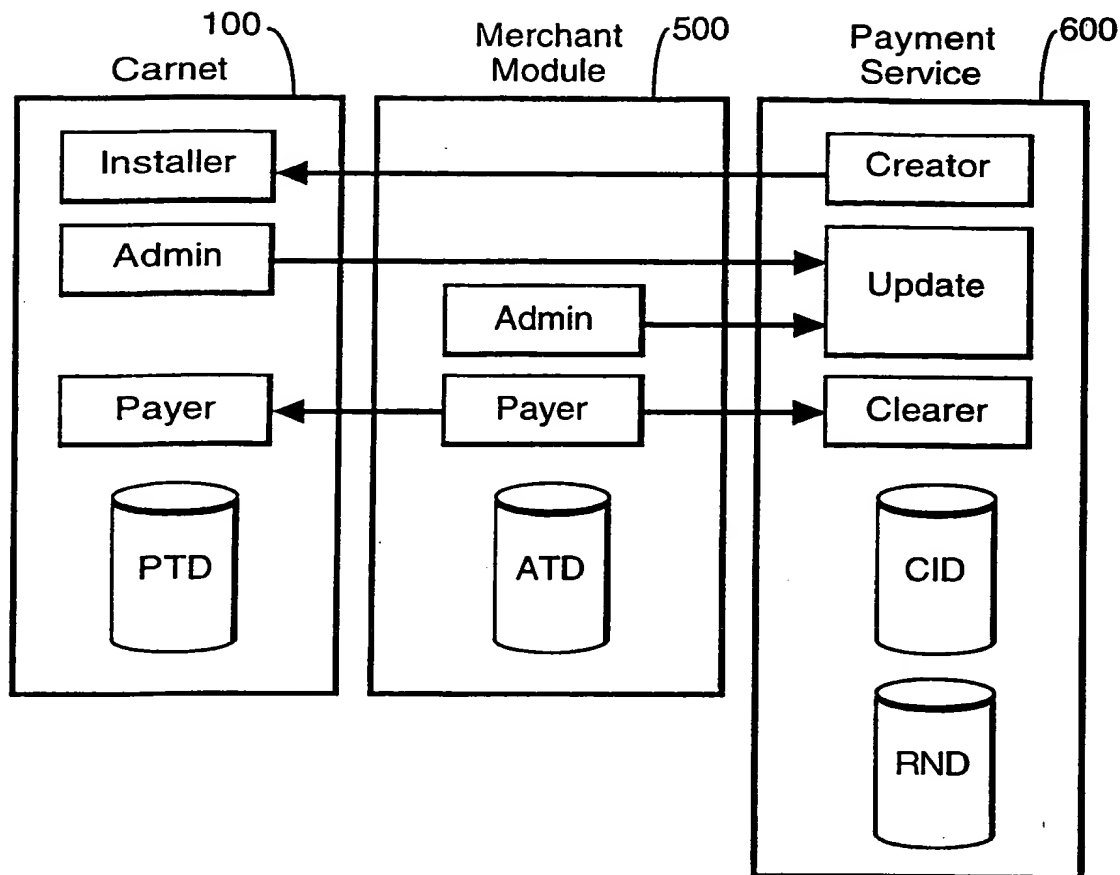 100
Carnet
Merchant
Module
500
Payment
Service
600
Installer
Creator
Admin
Update
Admin
Payer
Payer
Clearer
PTD
ATD
CID
RND